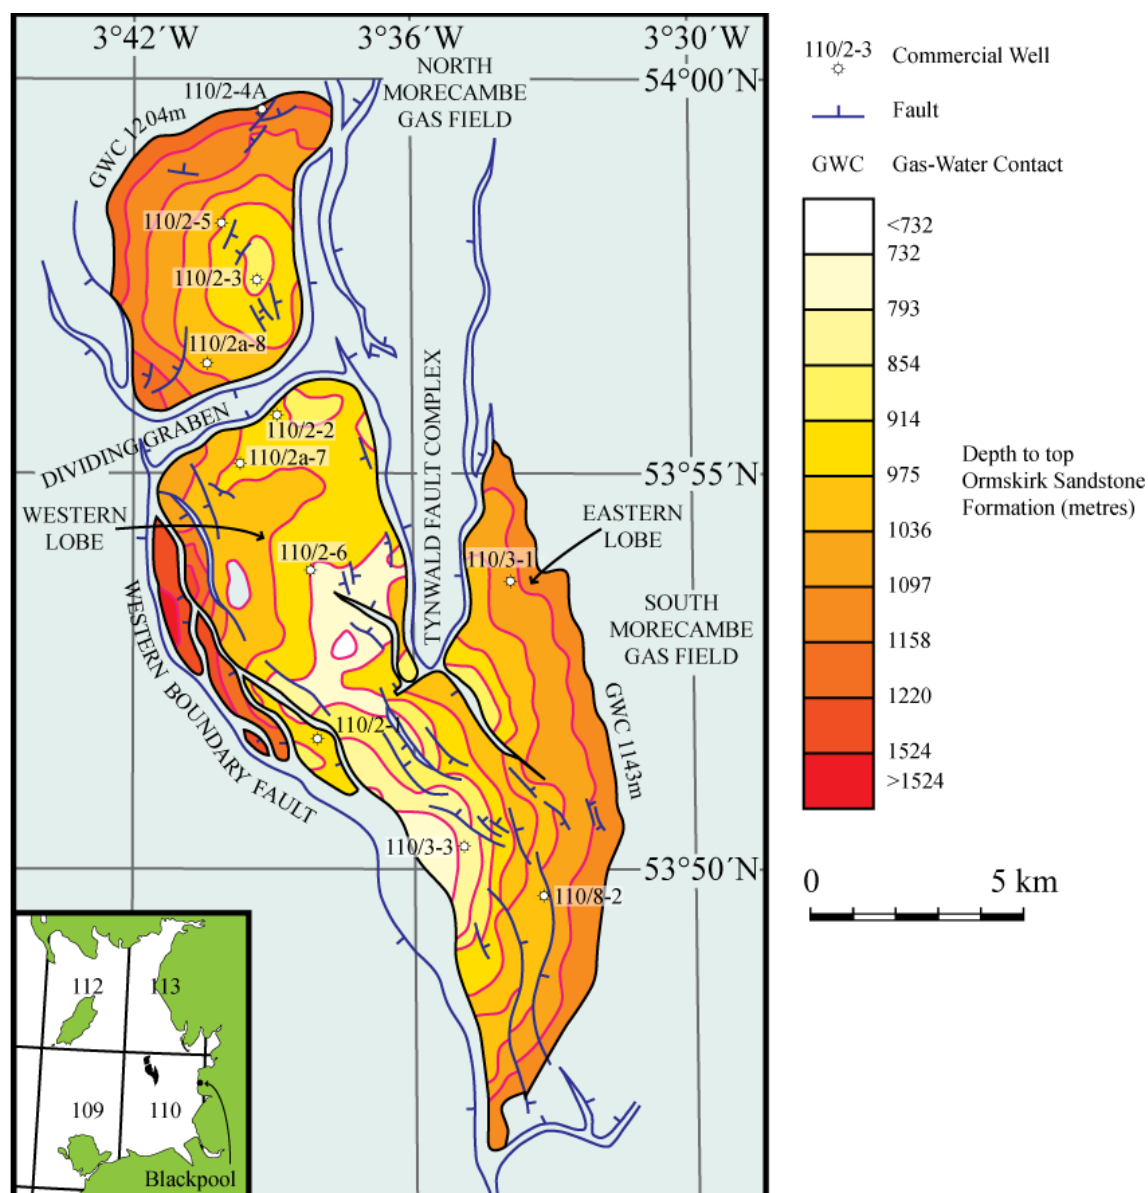 3°42´W
3°36´W
3°30´W
54°00´N
NORTH
MORECAMBE
GAS FIELD
110/2-4A
GWC 1204m
110/2-5
110/2-3
110/2a-8
DIVIDING GRABEN
110/2-2
110/2a-7
53°55´N
TYNWALD FAULT COMPLEX
WESTERN
LOBE
EASTERN
LOBE
110/2-6
110/3-1
SOUTH
MORECAMBE
GAS FIELD
WESTERN BOUNDARY FAULT
GWC 1143m
110/2-1
110/3-3
53°50´N
110/8-2
112
113
109
110
Blackpool
110/2-3
Commercial Well
Fault
GWC
Gas-Water Contact
<732
732
793
854
914
975
1036
1097
1158
1220
1524
>1524
Depth to top
Ormskirk Sandstone
Formation (metres)
0
5 km